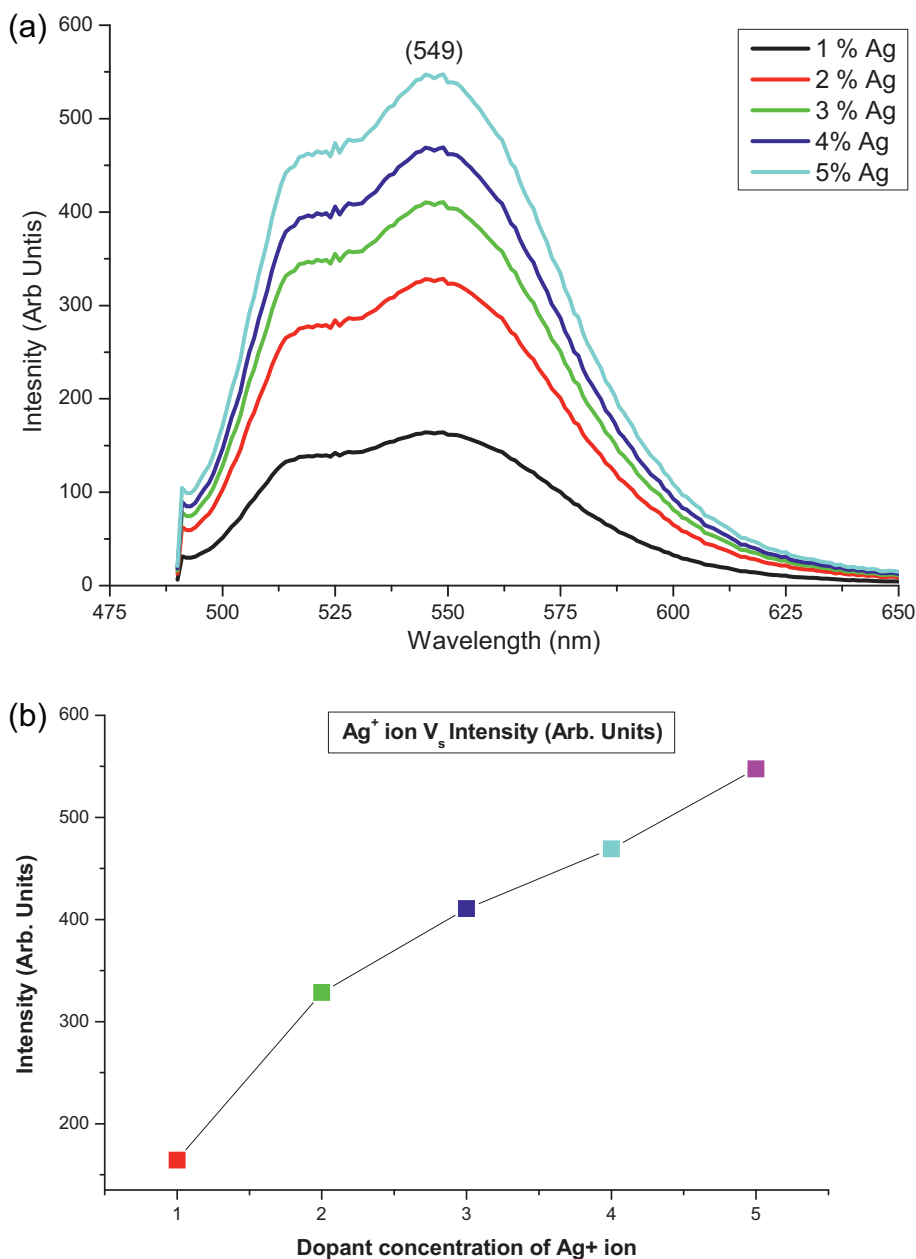 (a)
600
500
400
300
200
100
0
Intesnity (Arb Untis)
(549)
1 % Ag
2 % Ag
3 % Ag
4% Ag
5% Ag
475 500 525 550 575 600 625 650
Wavelength (nm)
(b)
600
500
400
300
200
Intensity (Arb. Units)
Ag+ ion Vs Intensity (Arb. Units)
1 2 3 4 5
Dopant concentration of Ag+ ion